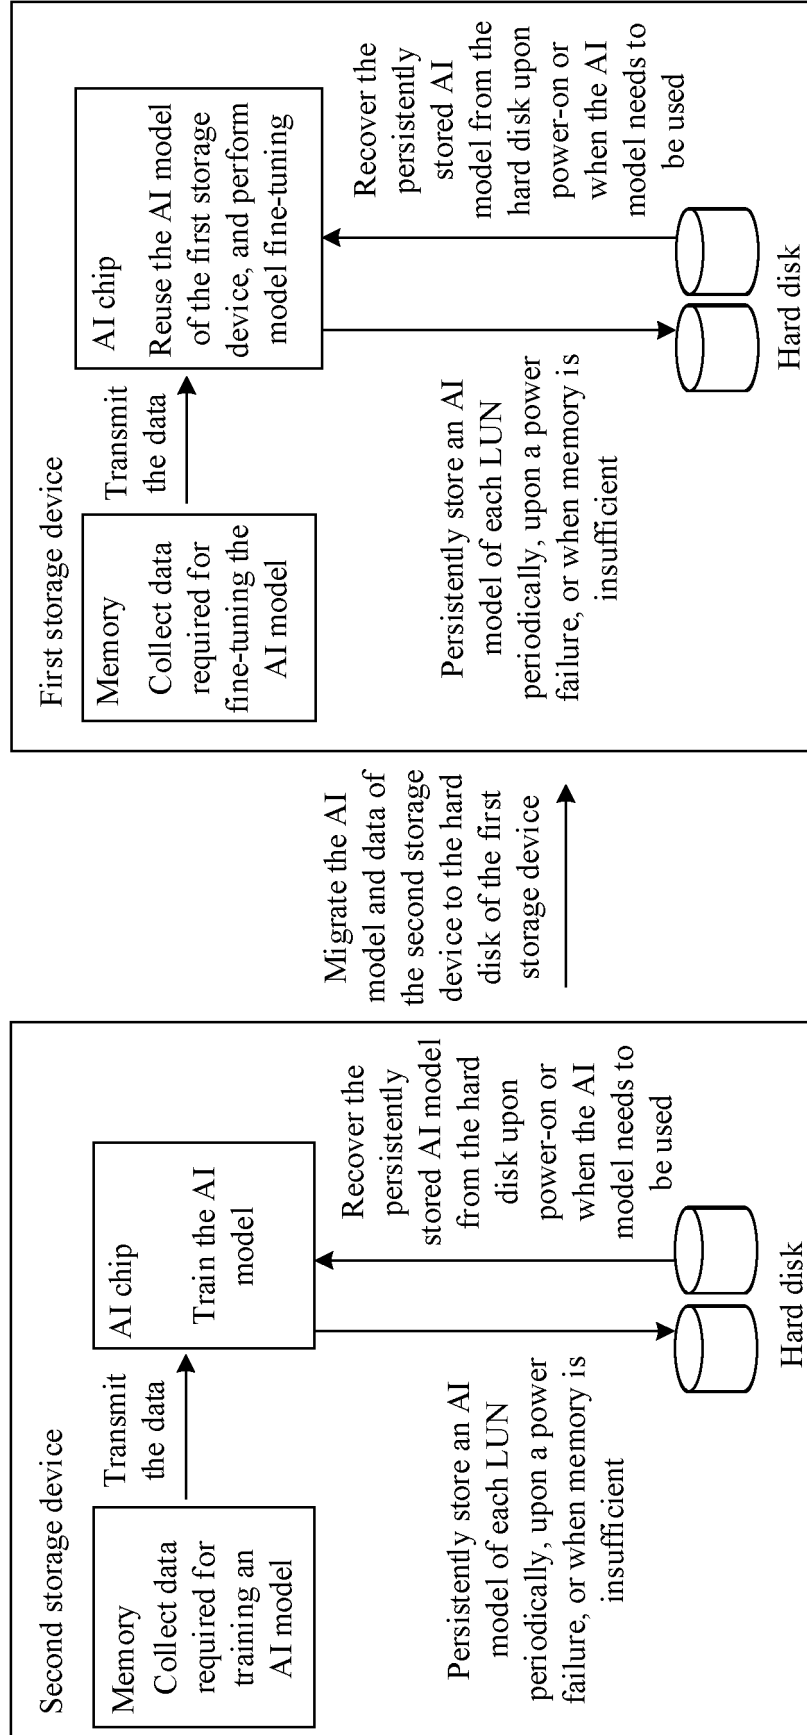 Second storage device
Memory
Collect data
required for
training an
AI model
Transmit
the data
AI chip
Train the AI
model
Persistently store an AI
model of each LUN
periodically, upon a power
failure, or when memory is
insufficient
Recover the
persistently
stored AI model
from the hard
disk upon
power-on or
when the AI
model needs to
be used
Hard disk
Migrate the AI
model and data of
the second storage
device to the hard
disk of the first
storage device
First storage device
Memory
Collect data
required for
fine-tuning the
AI model
Transmit
the data
AI chip
Reuse the AI model
of the first storage
device, and perform
model fine-tuning
Persistently store an AI
model of each LUN
periodically, upon a power
failure, or when memory is
insufficient
Recover the
persistently
stored AI
model from the
hard disk upon
power-on or
when the AI
model needs to
be used
Hard disk